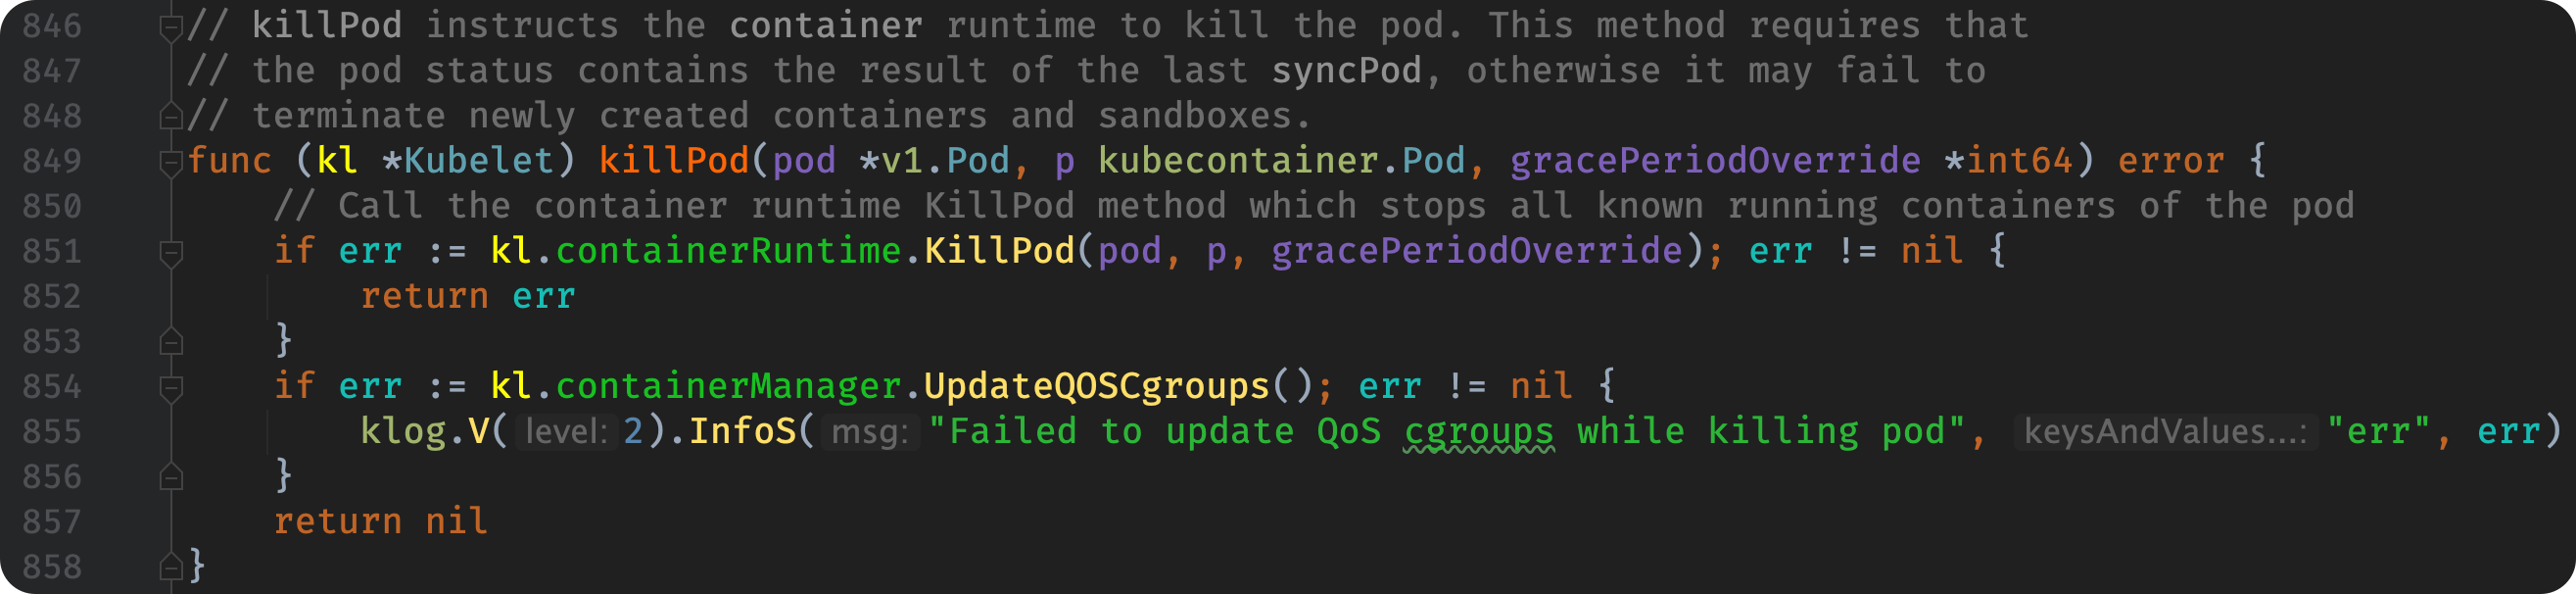 846 // killPod instructs the container runtime to kill the pod. This method requires that
847 // the pod status contains the result of the last syncPod, otherwise it may fail to
848 // terminate newly created containers and sandboxes.
849 func (kl *Kubelet) killPod(pod *v1.Pod, p kubecontainer.Pod, gracePeriodOverride *int64) error {
850     // Call the container runtime KillPod method which stops all known running containers of the pod
851     if err := kl.containerRuntime.KillPod(pod, p, gracePeriodOverride); err != nil {
852         return err
853     }
854     if err := kl.containerManager.UpdateQOSCgroups(); err != nil {
855         klog.V( level: 2).InfoS( msg: "Failed to update QoS cgroups while killing pod", keysAndValues...: "err", err)
856     }
857     return nil
858 }